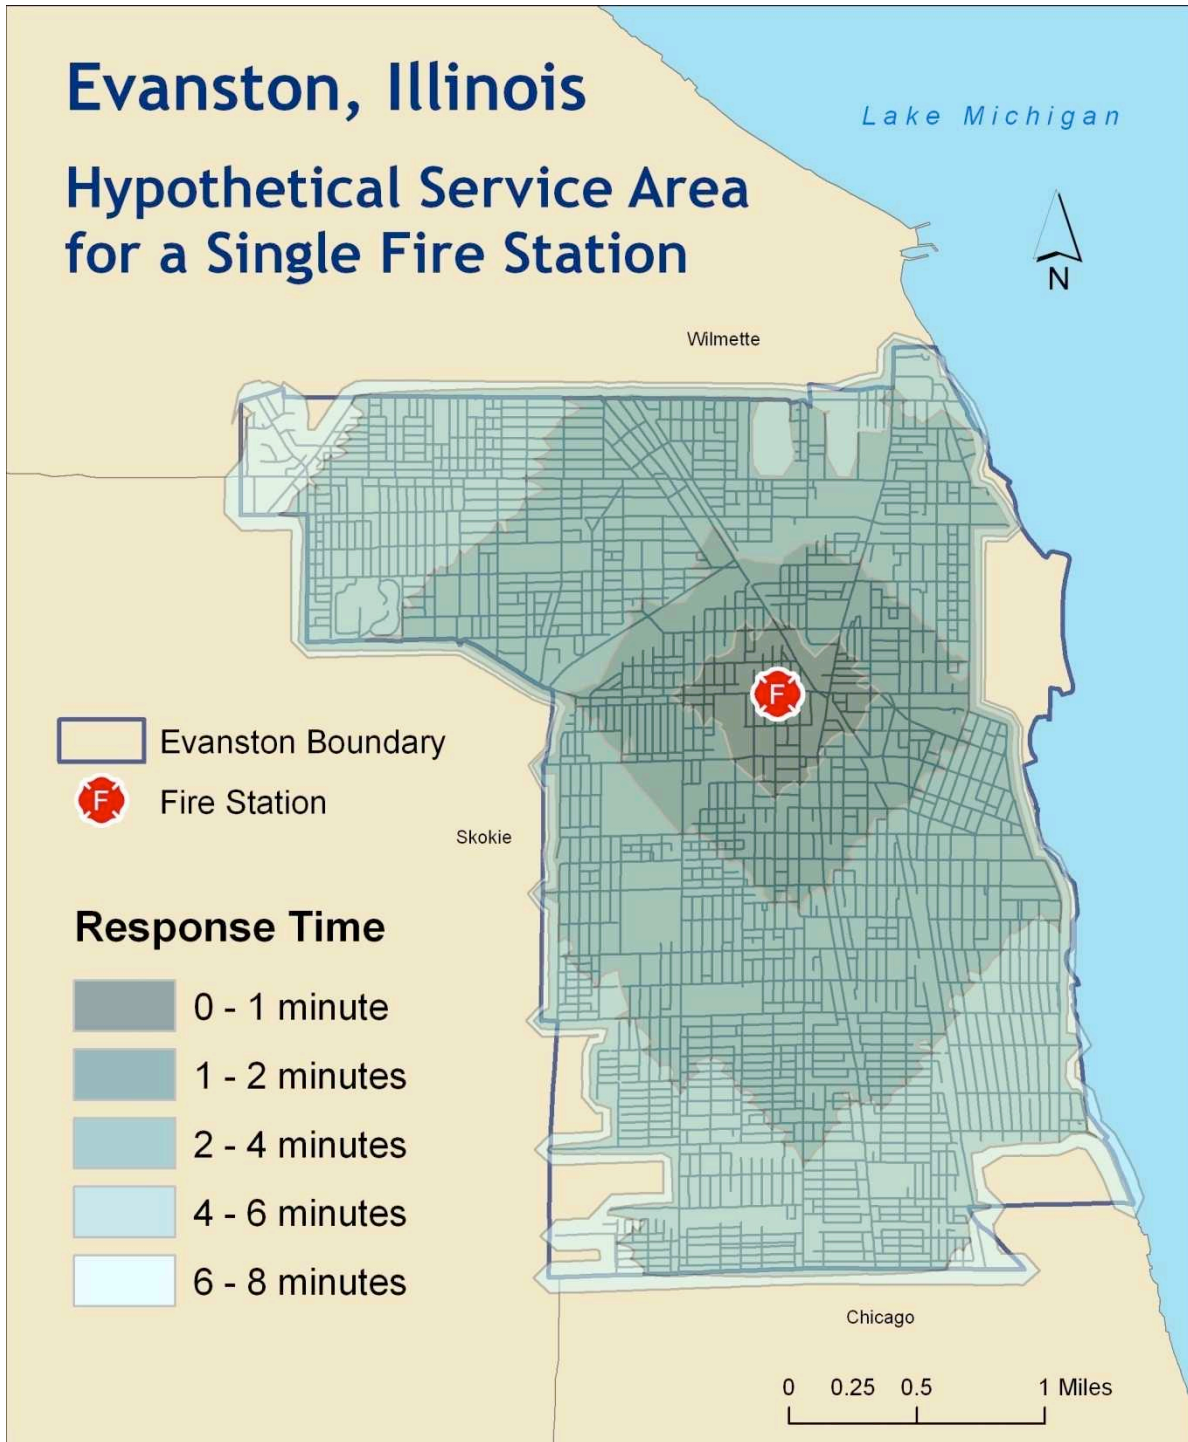 Evanston, Illinois
Hypothetical Service Area
for a Single Fire Station
Lake Michigan
N
Wilmette
F
Evanston Boundary
F
Fire Station
Skokie
Response Time
0 - 1 minute
1 - 2 minutes
2 - 4 minutes
4 - 6 minutes
6 - 8 minutes
Chicago
0 0.25 0.5 1 Miles